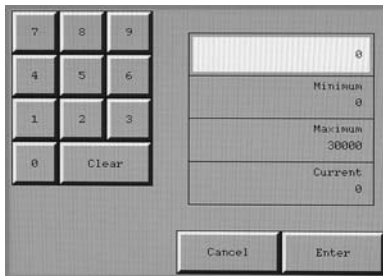 7 8 9
4 5 6
1 2 3
0 Clear
0
Minimum
0
Maximum
30000
Current
0
Cancel Enter